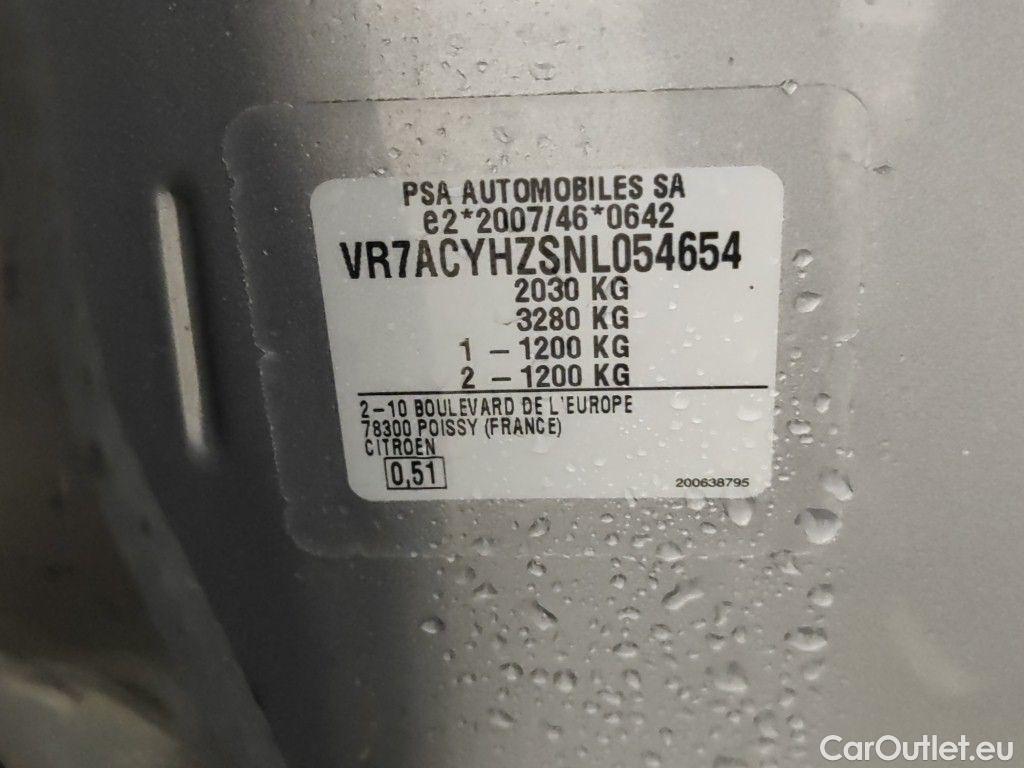 PSA AUTOMOBILES SA
e2*2007/46*0642
VR7ACYHZSNL054654
2030 KG
3280 KG
1 - 1200 KG
2 - 1200 KG
2-10 BOULEVARD DE L'EUROPE
78300 POISSY (FRANCE)
CITROEN
0,51
200638795
CarOutlet.eu